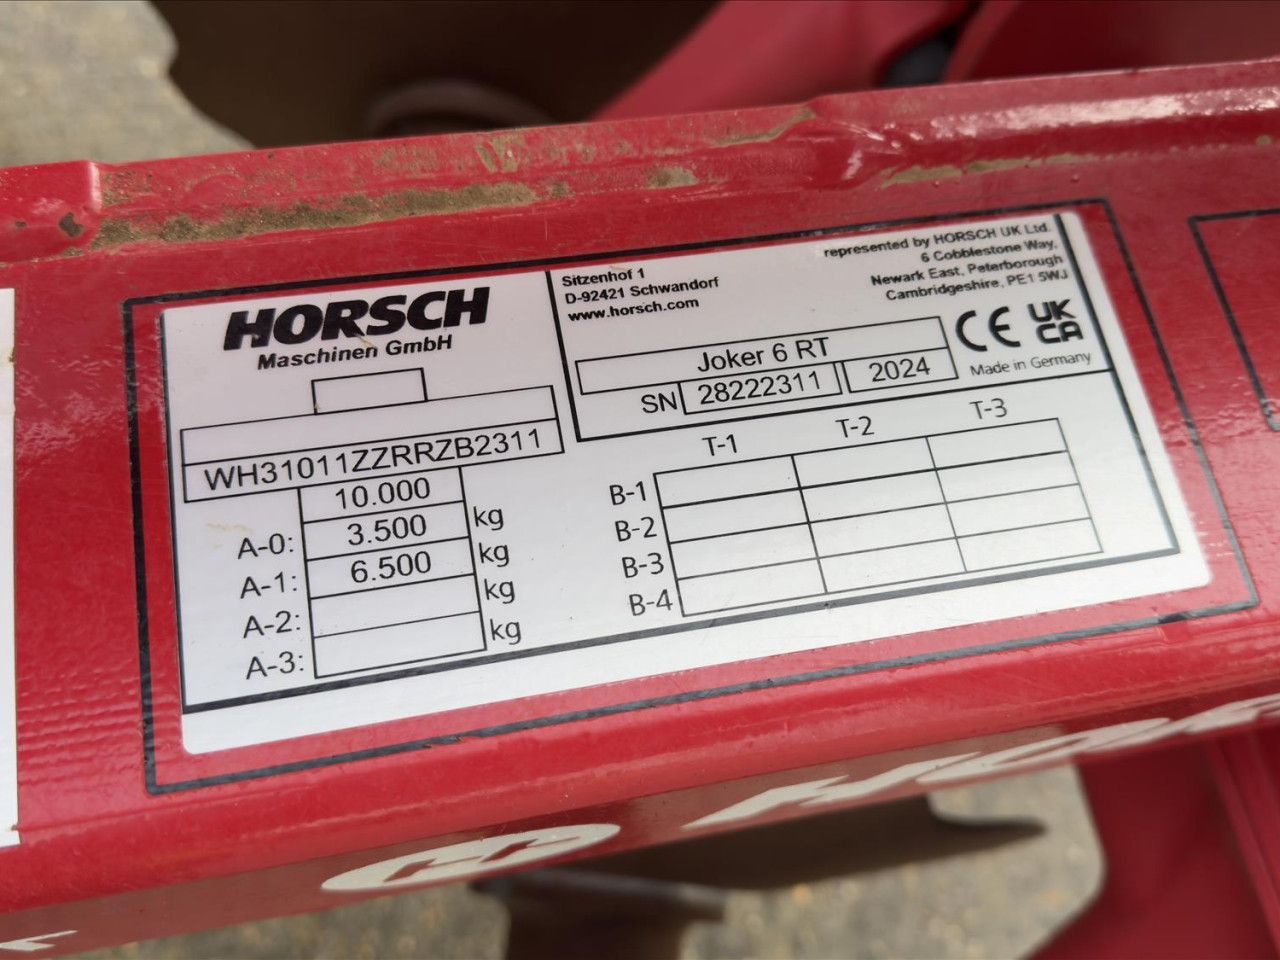 HORSCH
Maschinen GmbH
Sitzenhof 1
D-92421 Schwandorf
www.horsch.com
represented by HORSCH UK Ltd.
6 Cobblestone Way,
Newark East, Peterborough
Cambridgeshire, PE1 5WJ
Joker 6 RT
SN 28222311 2024
CE UK CA
Made in Germany
WH31011ZZRRZB2311
A-0: 10.000 kg
A-1: 3.500 kg
A-2: 6.500 kg
A-3: kg
T-1 T-2 T-3
B-1
B-2
B-3
B-4